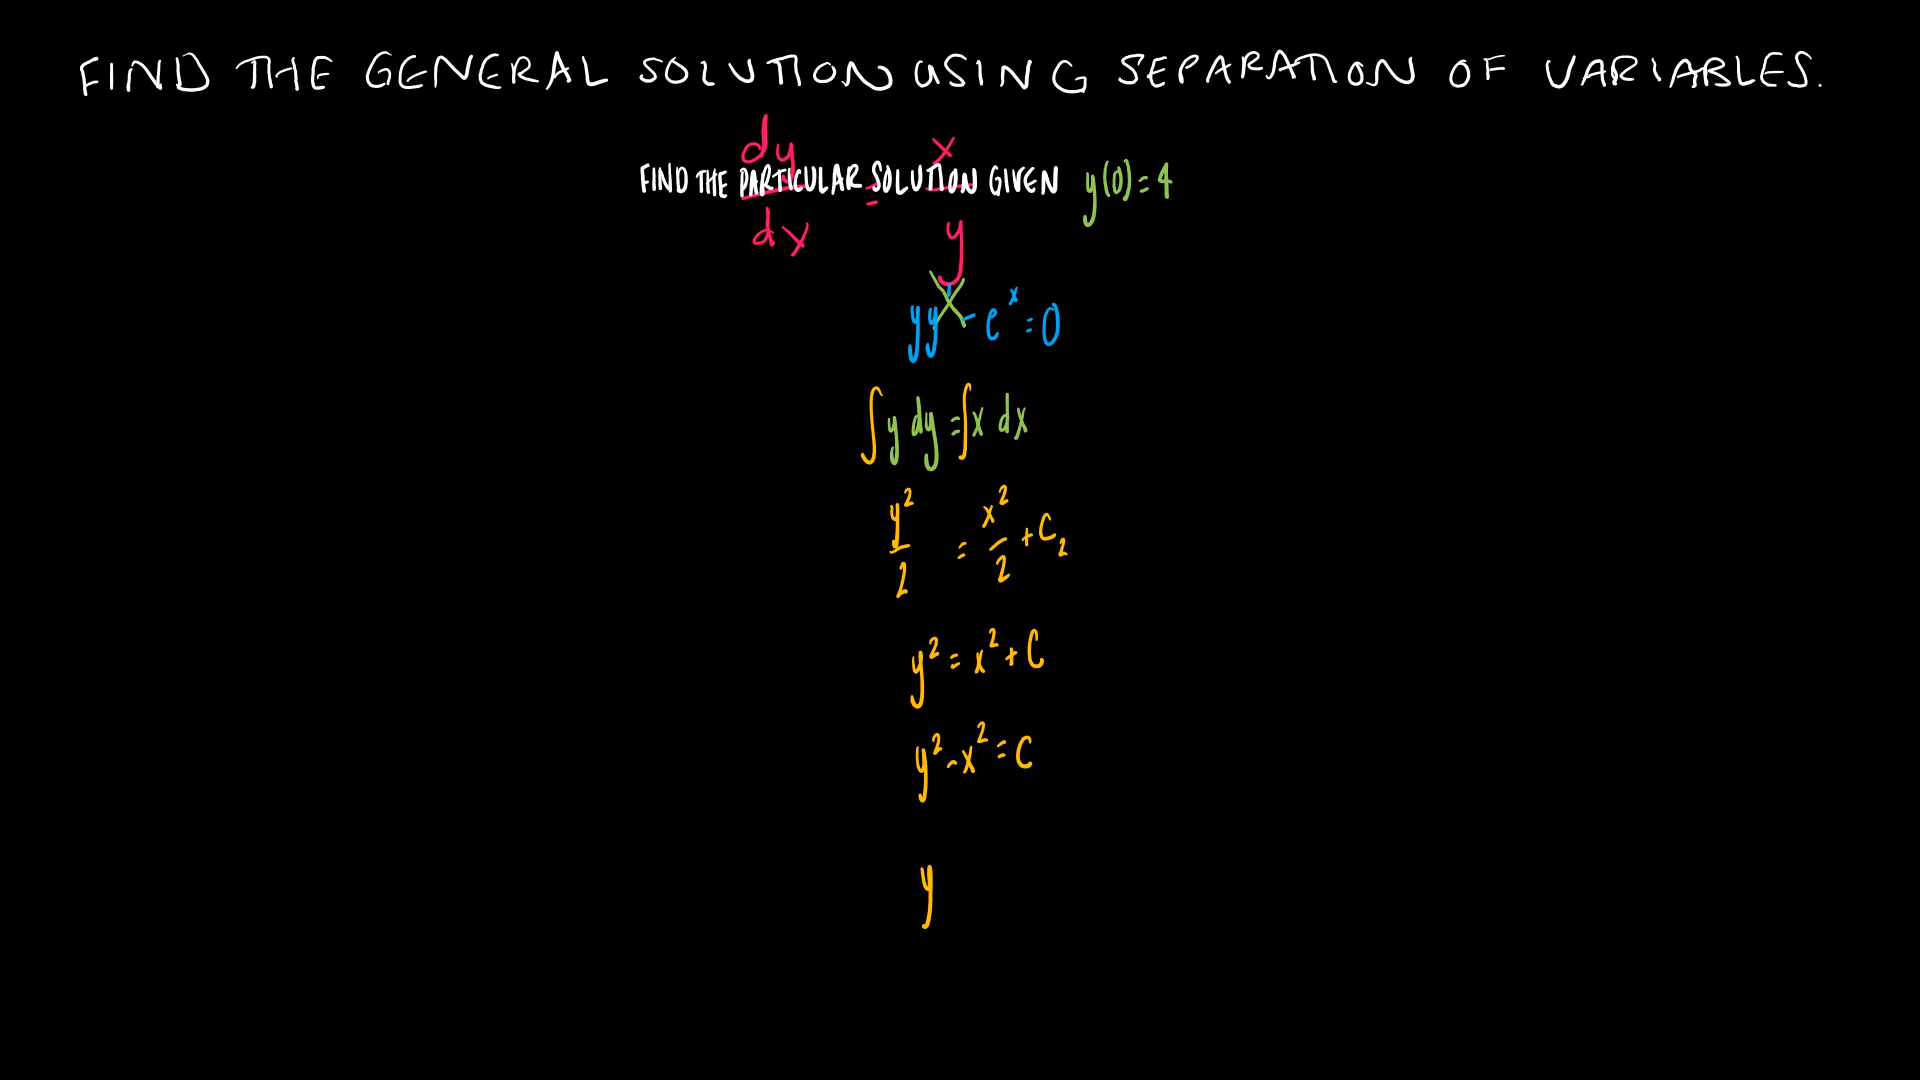 FIND THE GENERAL SOLUTION USING SEPARATION OF VARIABLES.
dy/dx = x/y
FIND THE PARTICULAR SOLUTION GIVEN y(0)=4
yy' - e^x = 0
∫y dy = ∫x dx
y²/2 = x²/2 + C₂
y² = x² + C
y² - x² = C
y